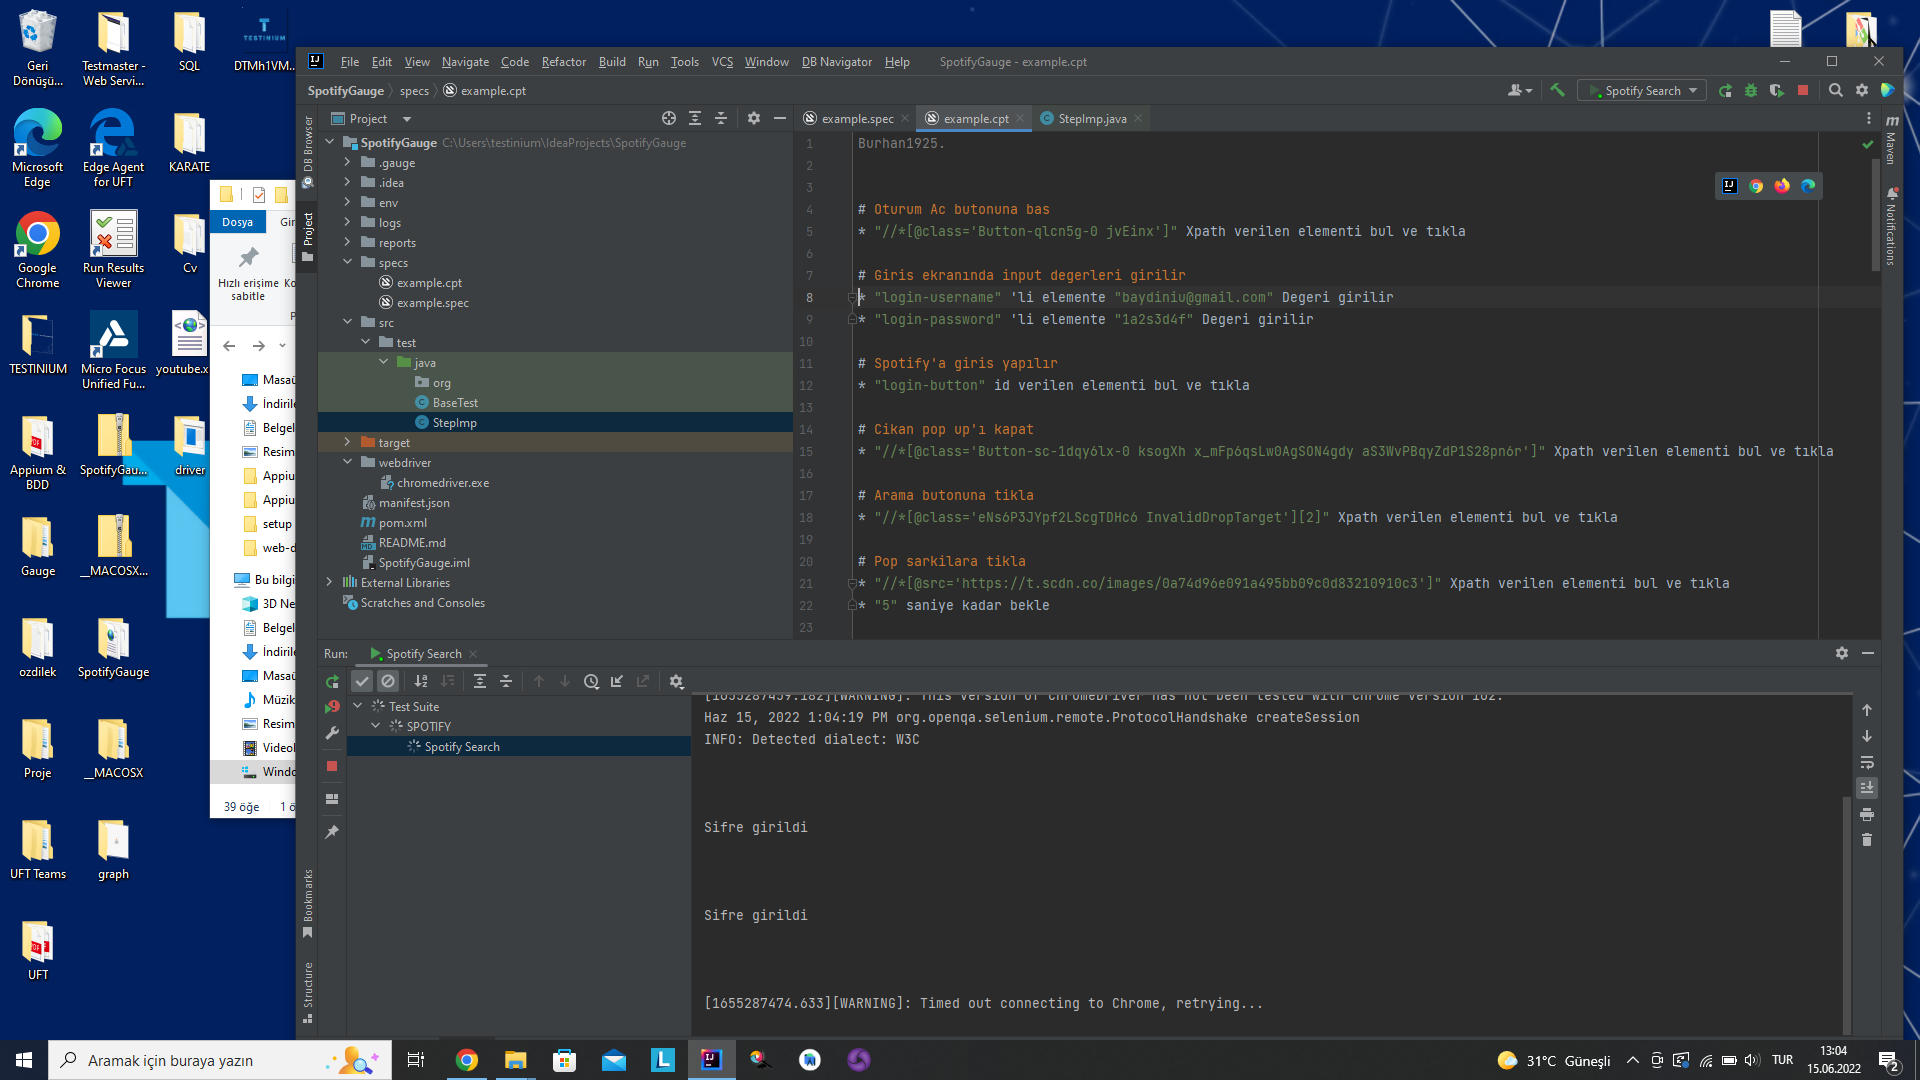 Geri Dönüşü...
Testmaster - Web Servi...
SQL
TESTINIUM
DTMh1VM...
Microsoft Edge
Edge Agent for UFT
KARATE
Google Chrome
Run Results Viewer
Cv
TESTINIUM
Micro Focus Unified Fu...
youtube.x
Appium & BDD
SpotifyGau...
driver
Gauge
__MACOSX...
ozdilek
SpotifyGauge
Proje
__MACOSX
UFT Teams
graph
UFT
Dosya
Gir
Hızlı erişime sabitle
Ko
P
Masaü
İndirile
Belgel
Resim
Appiu
Appiu
setup
web-d
Bu bilgi
3D Ne
Belgel
İndirile
Masaü
Müzik
Resim
Videol
Windo
39 öğe
1 ö
File Edit View Navigate Code Refactor Build Run Tools VCS Window DB Navigator Help SpotifyGauge - example.cpt
SpotifyGauge specs example.cpt
Spotify Search
DB Browser
Project
Bookmarks
Structure
Project
SpotifyGauge C:\Users\testinium\IdeaProjects\SpotifyGauge
.gauge
.idea
env
logs
reports
specs
example.cpt
example.spec
src
test
java
org
BaseTest
StepImp
target
webdriver
chromedriver.exe
manifest.json
pom.xml
README.md
SpotifyGauge.iml
External Libraries
Scratches and Consoles
example.spec example.cpt StepImp.java
Maven
Notifications
1 Burhan1925.
2
3
4 # Oturum Ac butonuna bas
5 * "//*[@class='Button-qlcn5g-0 jvEinx']" Xpath verilen elementi bul ve tıkla
6
7 # Giris ekranında input degerleri girilir
8 * "login-username" 'li elemente "baydiniu@gmail.com" Degeri girilir
9 * "login-password" 'li elemente "1a2s3d4f" Degeri girilir
10
11 # Spotify'a giris yapılır
12 * "login-button" id verilen elementi bul ve tıkla
13
14 # Cikan pop up'ı kapat
15 * "//*[@class='Button-sc-1dqy6lx-0 ksogXh x_mFp6qsLw0AgSON4gdy aS3WvPBqyZdP1S28pn6r']" Xpath verilen elementi bul ve tıkla
16
17 # Arama butonuna tikla
18 * "//*[@class='eNs6P3JYpf2LScgTDHc6 InvalidDropTarget'][2]" Xpath verilen elementi bul ve tıkla
19
20 # Pop sarkilara tikla
21 * "//*[@src='https://t.scdn.co/images/0a74d96e091a495bb09c0d83210910c3']" Xpath verilen elementi bul ve tıkla
22 * "5" saniye kadar bekle
23
Run: Spotify Search
Test Suite
SPOTIFY
Spotify Search
[1655287459.182][WARNING]: This version of ChromeDriver has not been tested with Chrome version 102.
Haz 15, 2022 1:04:19 PM org.openqa.selenium.remote.ProtocolHandshake createSession
INFO: Detected dialect: W3C
Sifre girildi
Sifre girildi
[1655287474.633][WARNING]: Timed out connecting to Chrome, retrying...
Aramak için buraya yazın
31°C Güneşli
TUR
13:04
15.06.2022
2